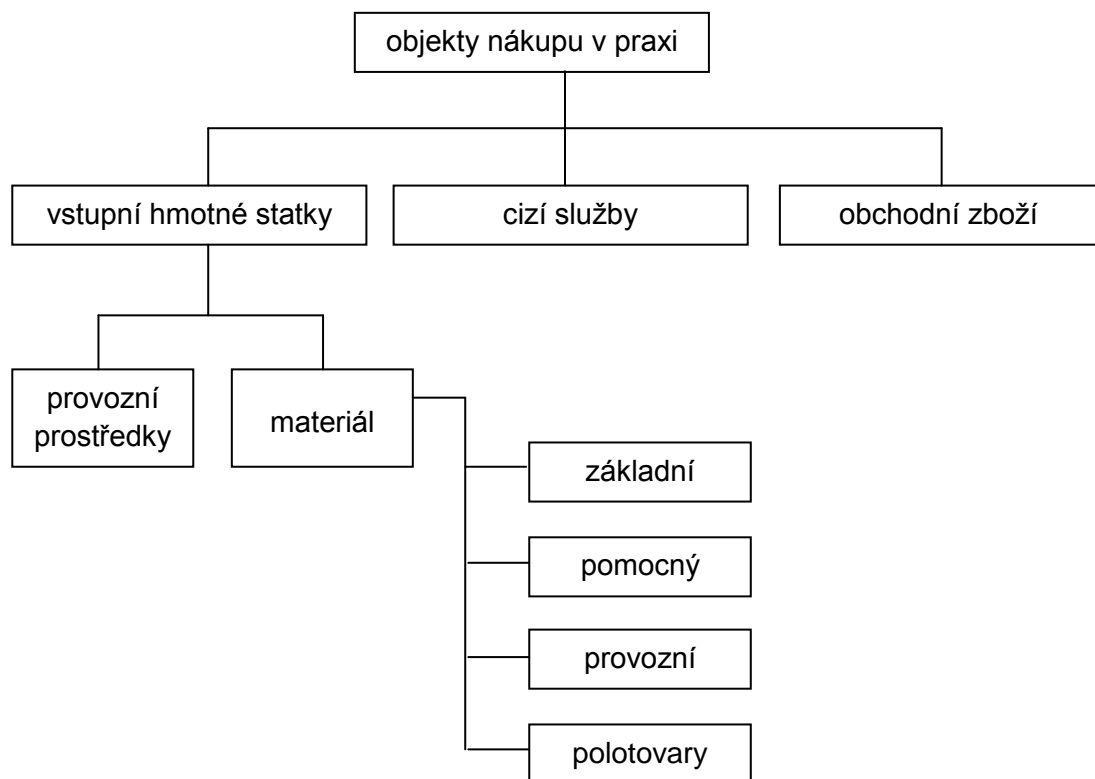 objekty nákupu v praxi
vstupní hmotné statky
cizí služby
obchodní zboží
provozní
prostředky
materiál
základní
pomocný
provozní
polotovary